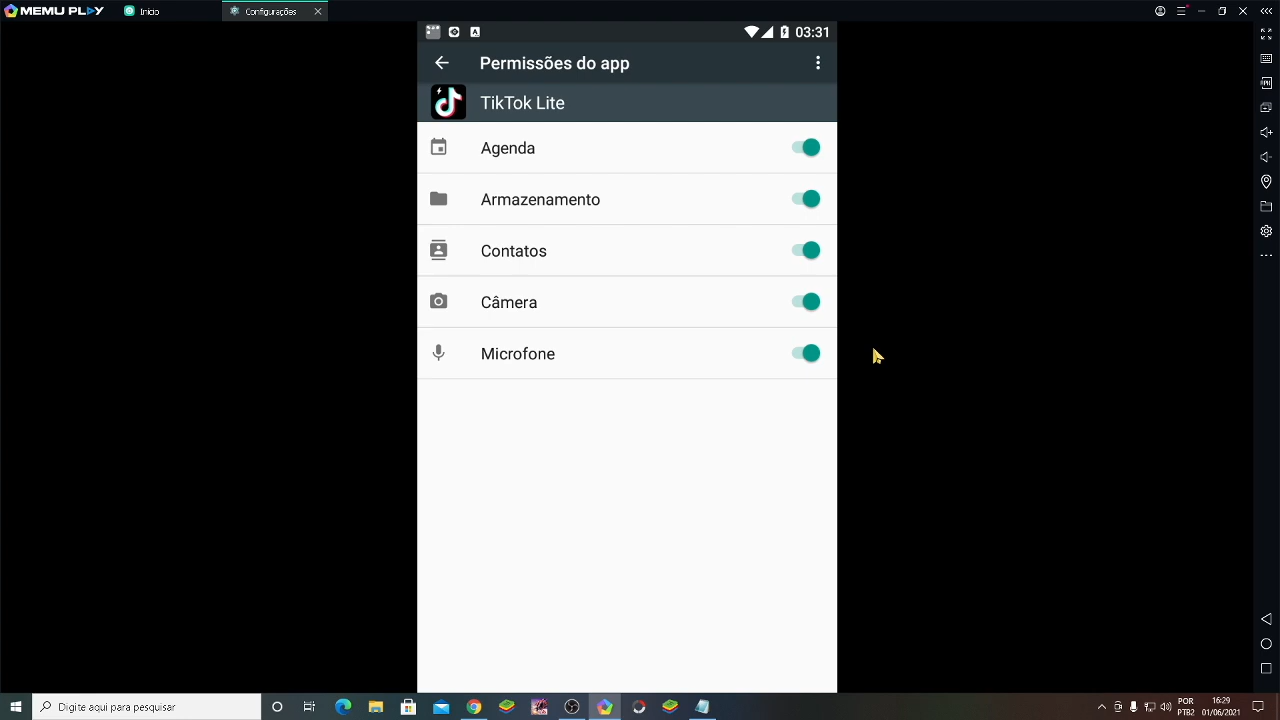 MEMU PLAY
Início
Configurações
03:31
Permissões do app
TikTok Lite
Agenda
Armazenamento
Contatos
Câmera
Microfone
Digite aqui para pesquisar
POR
PTB2
16:29
01/06/2021